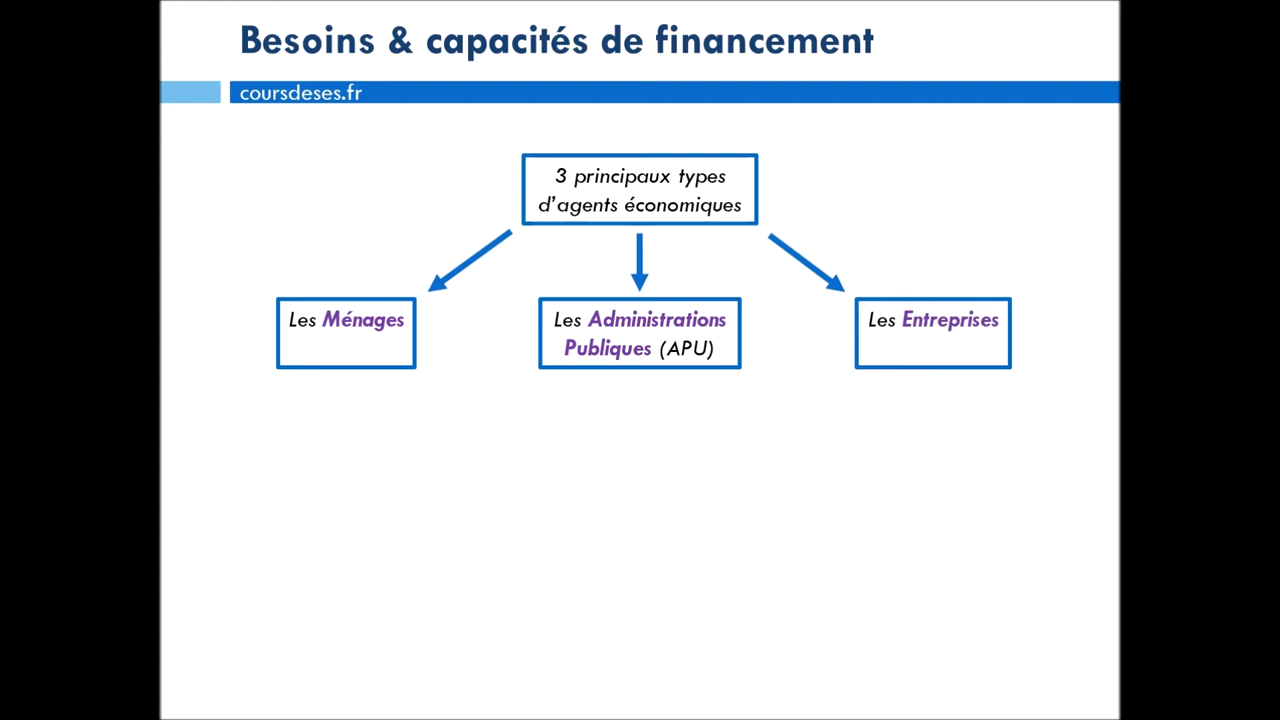 Besoins & capacités de financement
coursdeses.fr
3 principaux types
d’agents économiques
Les Ménages
Les Administrations
Publiques (APU)
Les Entreprises